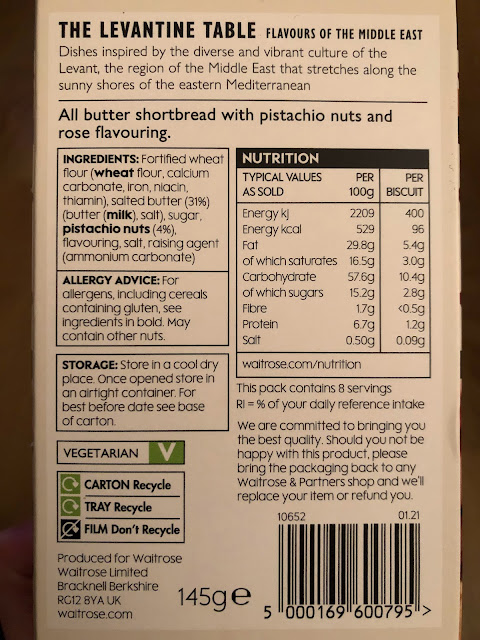 THE LEVANTINE TABLE FLAVOURS OF THE MIDDLE EAST
Dishes inspired by the diverse and vibrant culture of the
Levant, the region of the Middle East that stretches along the
sunny shores of the eastern Mediterranean
All butter shortbread with pistachio nuts and
rose flavouring.
INGREDIENTS: Fortified wheat
flour (wheat flour, calcium
carbonate, iron, niacin,
thiamin), salted butter (31%)
(butter (milk), salt), sugar,
pistachio nuts (4%),
flavouring, salt, raising agent
(ammonium carbonate)
ALLERGY ADVICE: For
allergens, including cereals
containing gluten, see
ingredients in bold. May
contain other nuts.
STORAGE: Store in a cool dry
place. Once opened store in
an airtight container. For
best before date see base
of carton.
VEGETARIAN V
CARTON Recycle
TRAY Recycle
FILM Don't Recycle
Produced for Waitrose
Waitrose Limited
Bracknell Berkshire
RG12 8YA UK
waitrose.com
145g e
NUTRITION
TYPICAL VALUES AS SOLD PER 100g PER BISCUIT
Energy kJ 2209 400
Energy kcal 529 96
Fat 29.8g 5.4g
of which saturates 16.5g 3.0g
Carbohydrate 57.6g 10.4g
of which sugars 15.2g 2.8g
Fibre 1.7g <0.5g
Protein 6.7g 1.2g
Salt 0.50g 0.09g
waitrose.com/nutrition
This pack contains 8 servings
RI = % of your daily reference intake
We are committed to bringing you
the best quality. Should you not be
happy with this product, please
bring the packaging back to any
Waitrose & Partners shop and we'll
replace your item or refund you.
10652 01.21
5 000169 600795 >